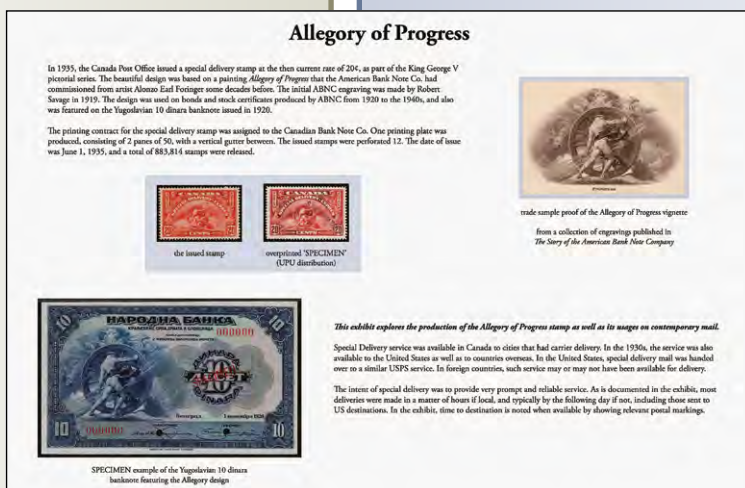 Allegory of Progress
In 1935, the Canada Post Office issued a special delivery stamp at the then current rate of 20¢, as part of the King George V
pictorial series. The beautiful design was based on a painting Allegory of Progress that the American Bank Note Co. had
commissioned from artist Alonzo Earl Foringer some decades before. The initial ABNC engraving was made by Robert
Savage in 1919. The design was used on bonds and stock certificates produced by ABNC from 1920 to the 1940s, and also
was featured on the Yugoslavian 10 dinara banknote issued in 1920.
The printing contract for the special delivery stamp was assigned to the Canadian Bank Note Co. One printing plate was
produced, consisting of 2 panes of 50, with a vertical gutter between. The issued stamps were perforated 12. The date of issue
was June 1, 1935, and a total of 883,814 stamps were released.
CANADA
CENTS
the issued stamp
CANADA
20
CENTS
overprinted 'SPECIMEN'
(UPU distribution)
trade sample proof of the Allegory of Progress vignette
from a collection of engravings published in
The Story of the American Bank Note Company
10
НАРОДНА БАНКА
10
000000
10
ДИНАРА
000000
10
10
SPECIMEN example of the Yugoslavian 10 dinara
banknote featuring the Allegory design
This exhibit explores the production of the Allegory of Progress stamp as well as its usages on contemporary mail.
Special Delivery service was available in Canada to cities that had carrier delivery. In the 1930s, the service was also
available to the United States as well as to countries overseas. In the United States, special delivery mail was handed
over to a similar USPS service. In foreign countries, such service may or may not have been available for delivery.
The intent of special delivery was to provide very prompt and reliable service. As is documented in the exhibit, most
deliveries were made in a matter of hours if local, and typically by the following day if not, including those sent to
US destinations. In the exhibit, time to destination is noted when available by showing relevant postal markings.